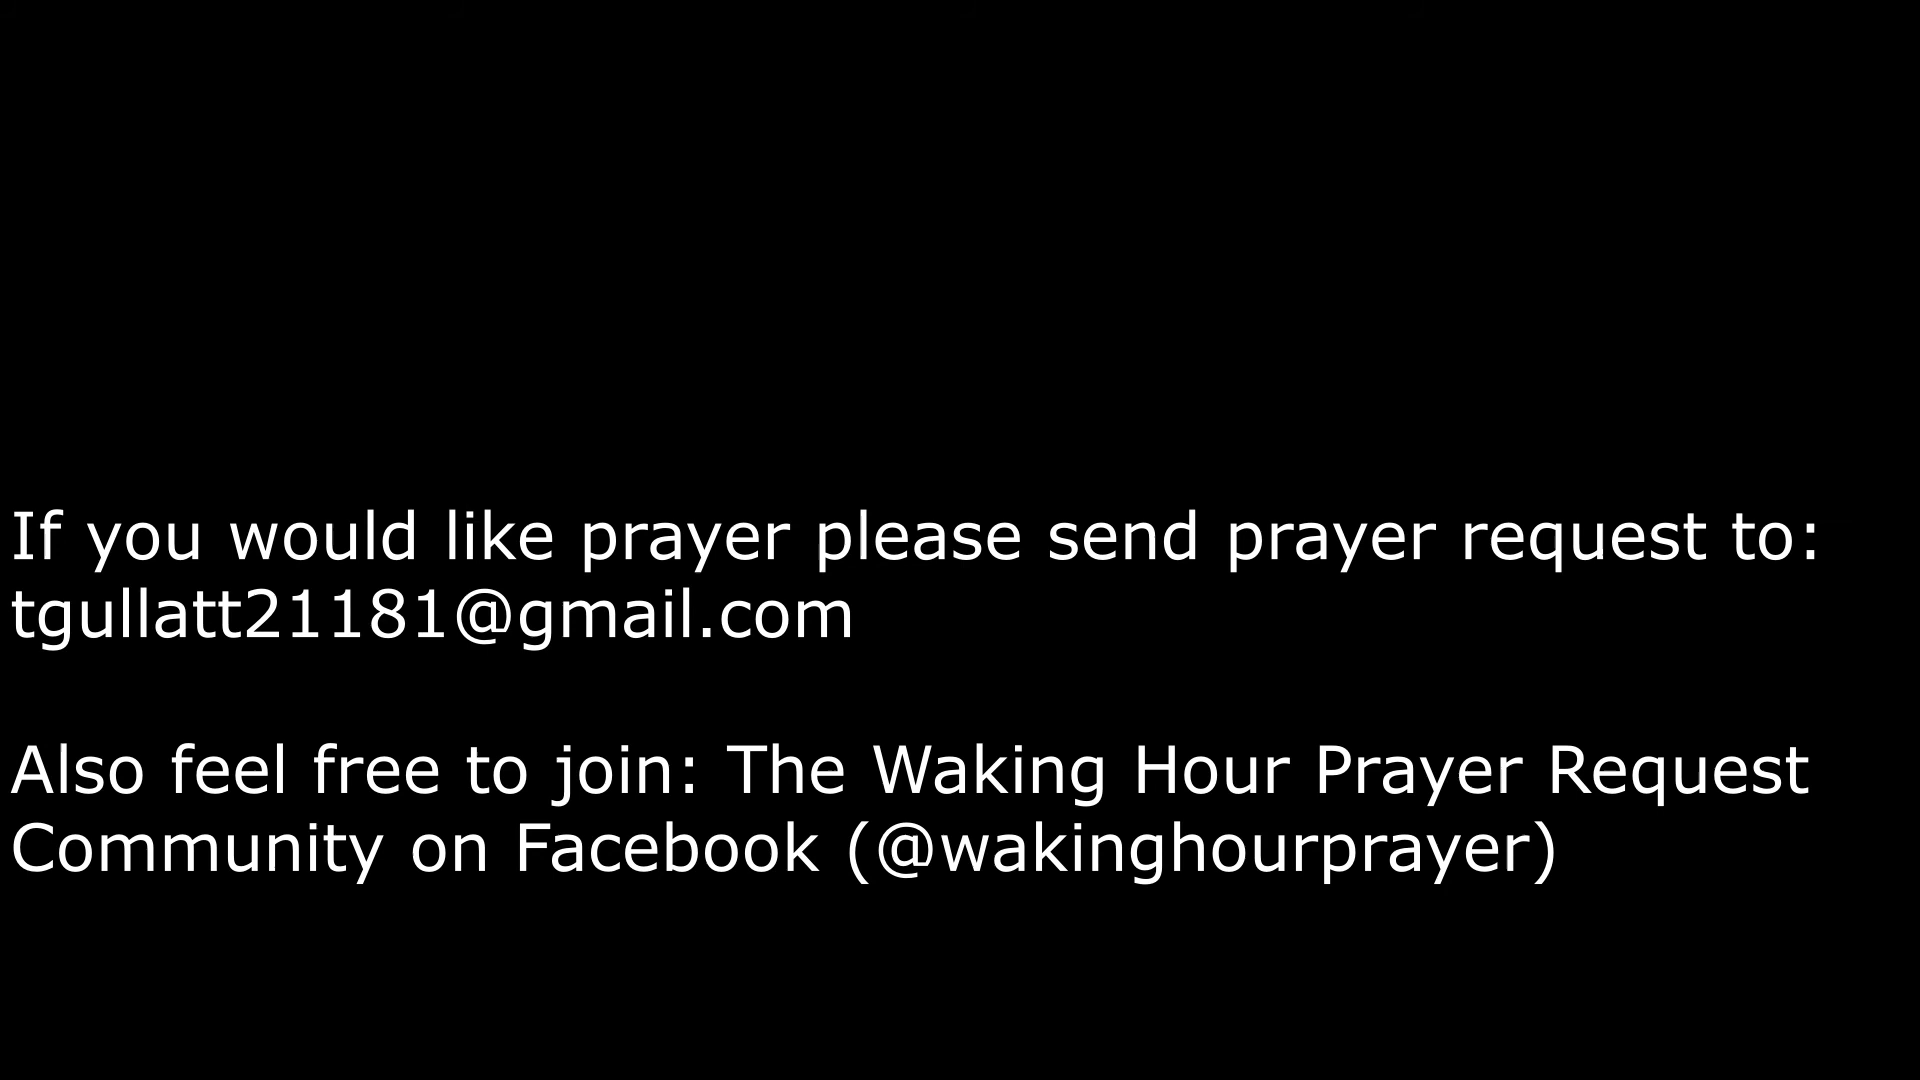 If you would like prayer please send prayer request to:
tgullatt21181@gmail.com
Also feel free to join: The Waking Hour Prayer Request
Community on Facebook (@wakinghourprayer)